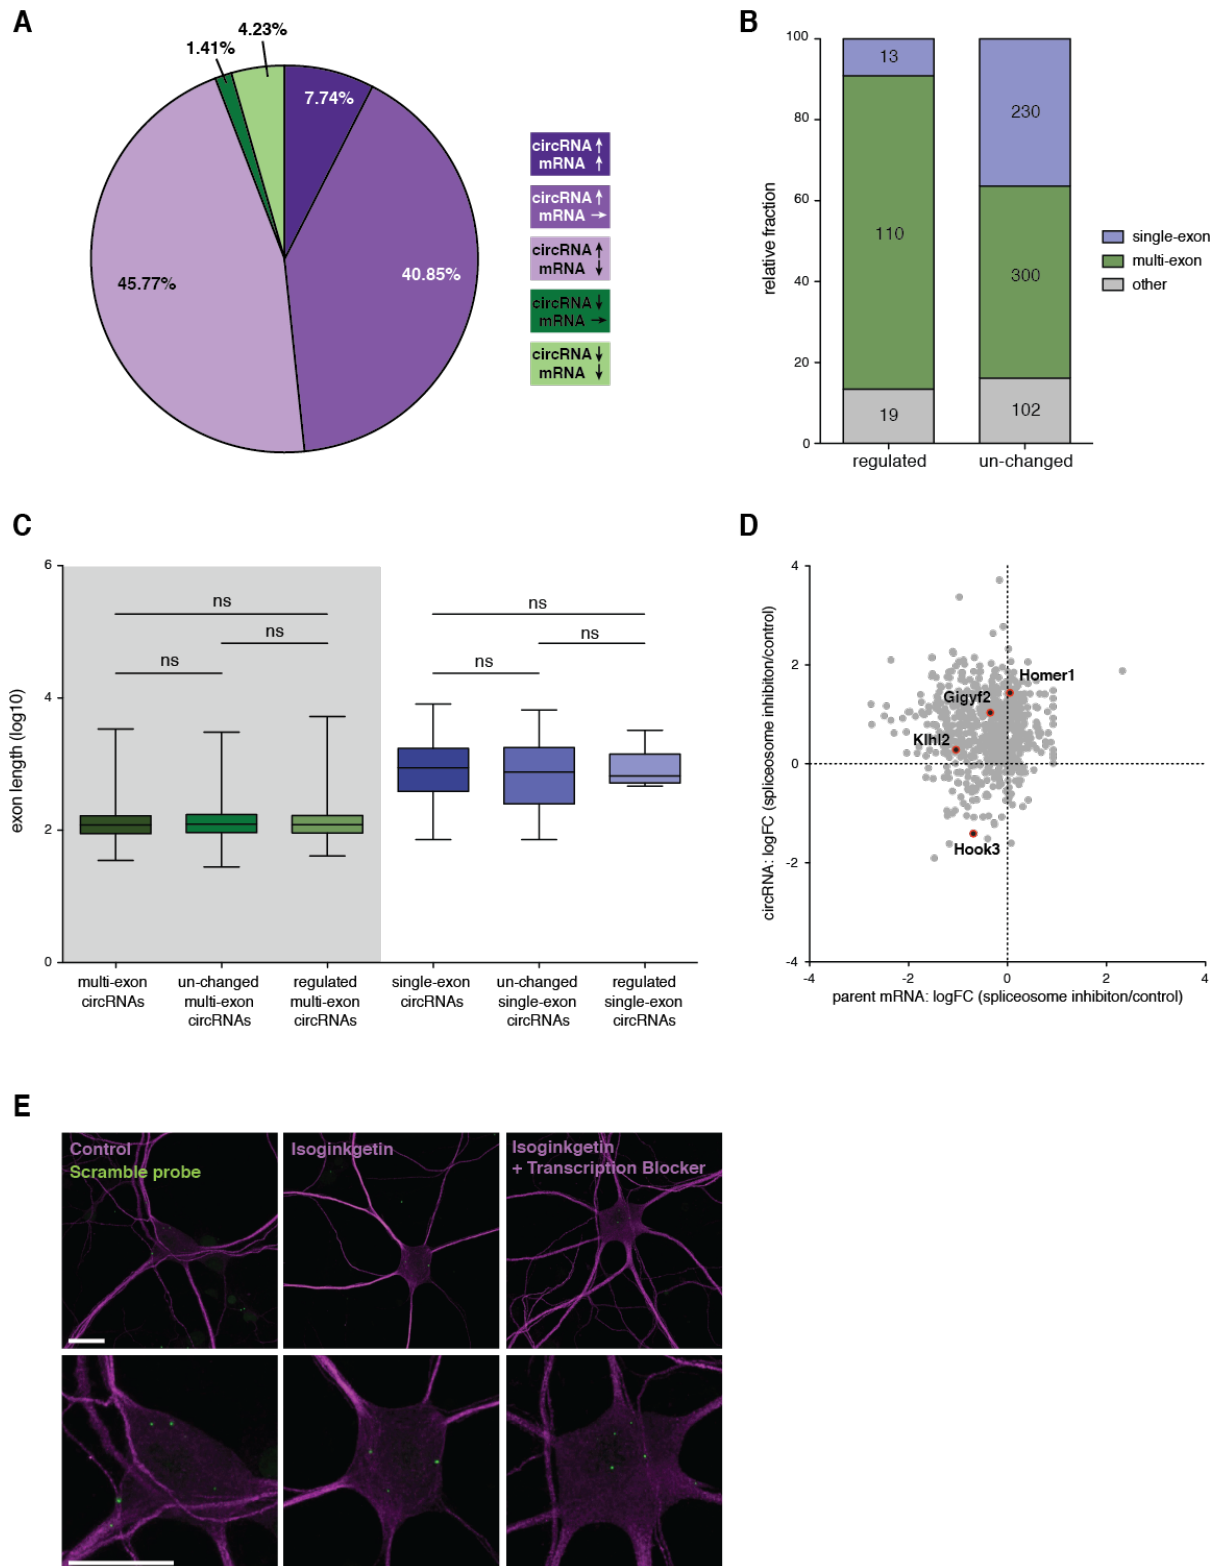 A
4.23%
1.41%
7.74%
40.85%
45.77%
circRNA ↑
mRNA ↑
circRNA ↑
mRNA →
circRNA ↑
mRNA ↓
circRNA ↓
mRNA →
circRNA ↓
mRNA ↓
B
100
80
60
40
20
0
relative fraction
13
110
19
230
300
102
regulated
un-changed
single-exon
multi-exon
other
C
6
4
2
0
exon length (log10)
ns
ns
ns
ns
ns
ns
multi-exon
circRNAs
un-changed
multi-exon
circRNAs
regulated
multi-exon
circRNAs
single-exon
circRNAs
un-changed
single-exon
circRNAs
regulated
single-exon
circRNAs
D
4
2
0
-2
-4
circRNA: logFC (spliceosome inhibiton/control)
Homer1
Gigyf2
Klhl2
Hook3
-4
-2
0
2
4
parent mRNA: logFC (spliceosome inhibiton/control)
E
Control
Scramble probe
Isoginkgetin
Isoginkgetin
+ Transcription Blocker